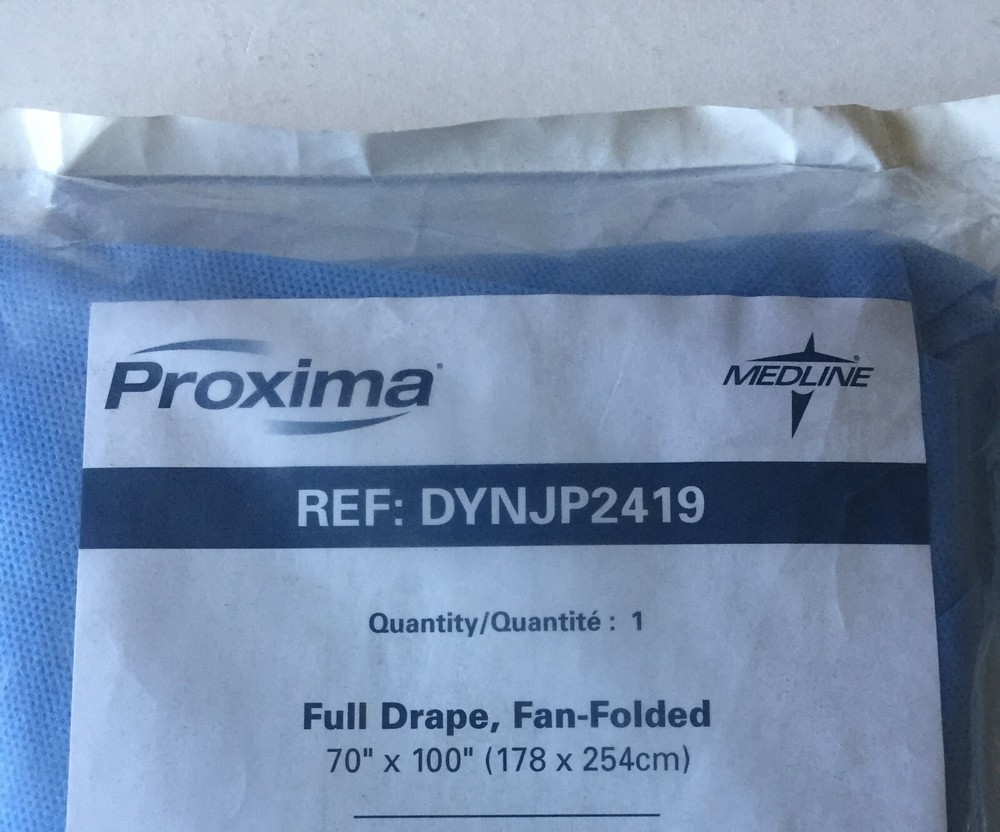 Proxima®
MEDLINE®
REF: DYNJP2419
Quantity/Quantité : 1
Full Drape, Fan-Folded
70" x 100" (178 x 254cm)